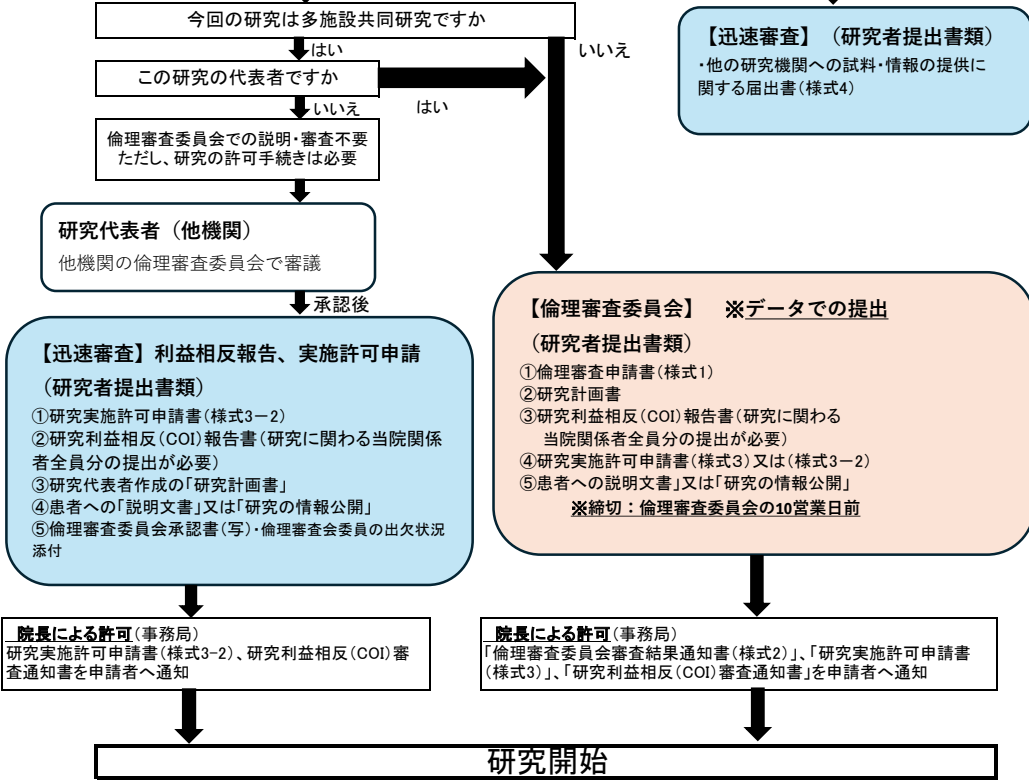 今回の研究は多施設共同研究ですか
はい
いいえ
この研究の代表者ですか
いいえ
はい
倫理審査委員会での説明・審査不要
ただし、研究の許可手続きは必要
研究代表者（他機関）
他機関の倫理審査委員会で審議
承認後
【迅速審査】利益相反報告、実施許可申請
（研究者提出書類）
①研究実施許可申請書（様式3－2）
②研究利益相反（COI）報告書（研究に関わる当院関係
者全員分の提出が必要）
③研究代表者作成の「研究計画書」
④患者への「説明文書」又は「研究の情報公開」
⑤倫理審査委員会承認書（写）・倫理審査会委員の出欠状況
添付
院長による許可（事務局）
研究実施許可申請書（様式3-2）、研究利益相反（COI）審
査通知書を申請者へ通知
【迅速審査】（研究者提出書類）
・他の研究機関への試料・情報の提供に
関する届出書（様式4）
【倫理審査委員会】　※データでの提出
（研究者提出書類）
①倫理審査申請書（様式1）
②研究計画書
③研究利益相反（COI）報告書（研究に関わる
当院関係者全員分の提出が必要）
④研究実施許可申請書（様式３）又は（様式3－2）
⑤患者への説明文書」又は「研究の情報公開」
※締切：倫理審査委員会の10営業日前
院長による許可（事務局）
「倫理審査委員会審査結果通知書（様式2）」、「研究実施許可申請書
（様式3）」、「研究利益相反（COI）審査通知書」を申請者へ通知
研究開始